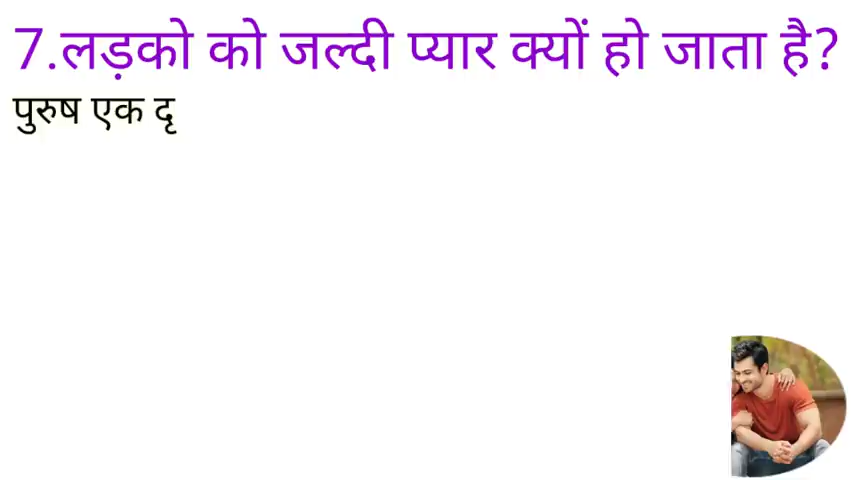 7.लड़को को जल्दी प्यार क्यों हो जाता है?
पुरुष एक दृ